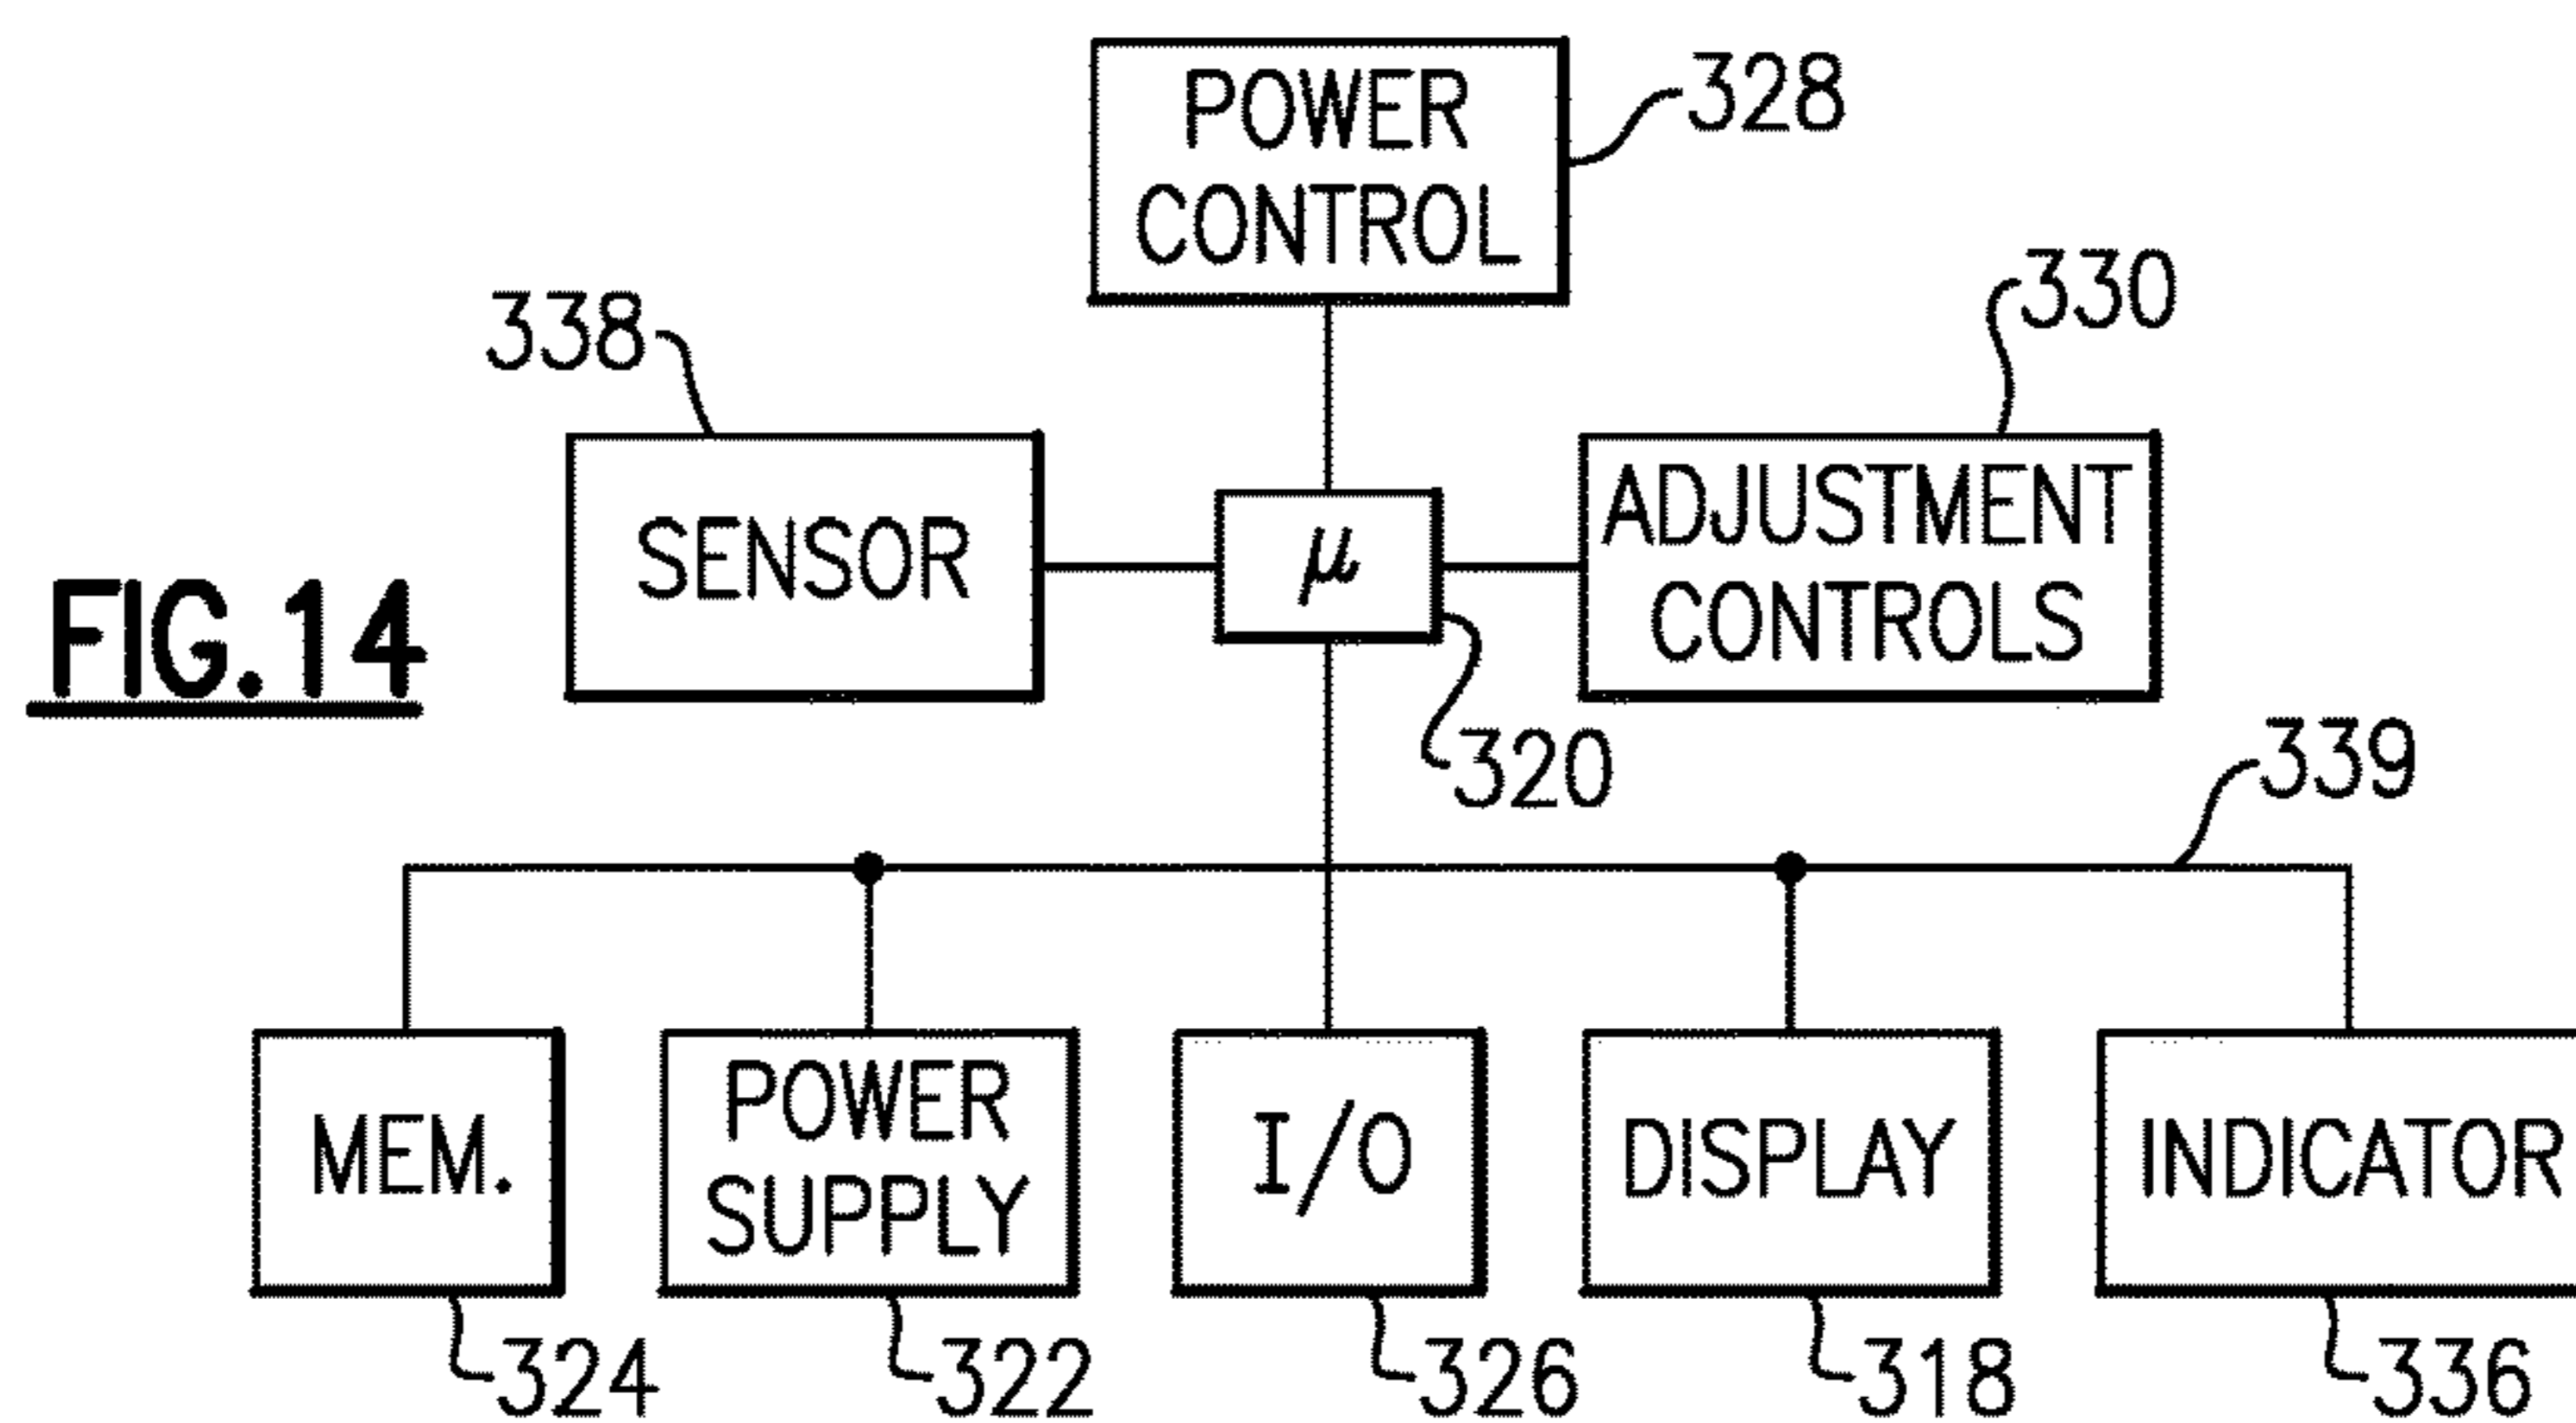 POWER
CONTROL
328
330
338
SENSOR
μ
ADJUSTMENT
CONTROLS
FIG.14
320
339
MEM.
POWER
SUPPLY
I/O
DISPLAY
INDICATOR
324
322
326
318
336